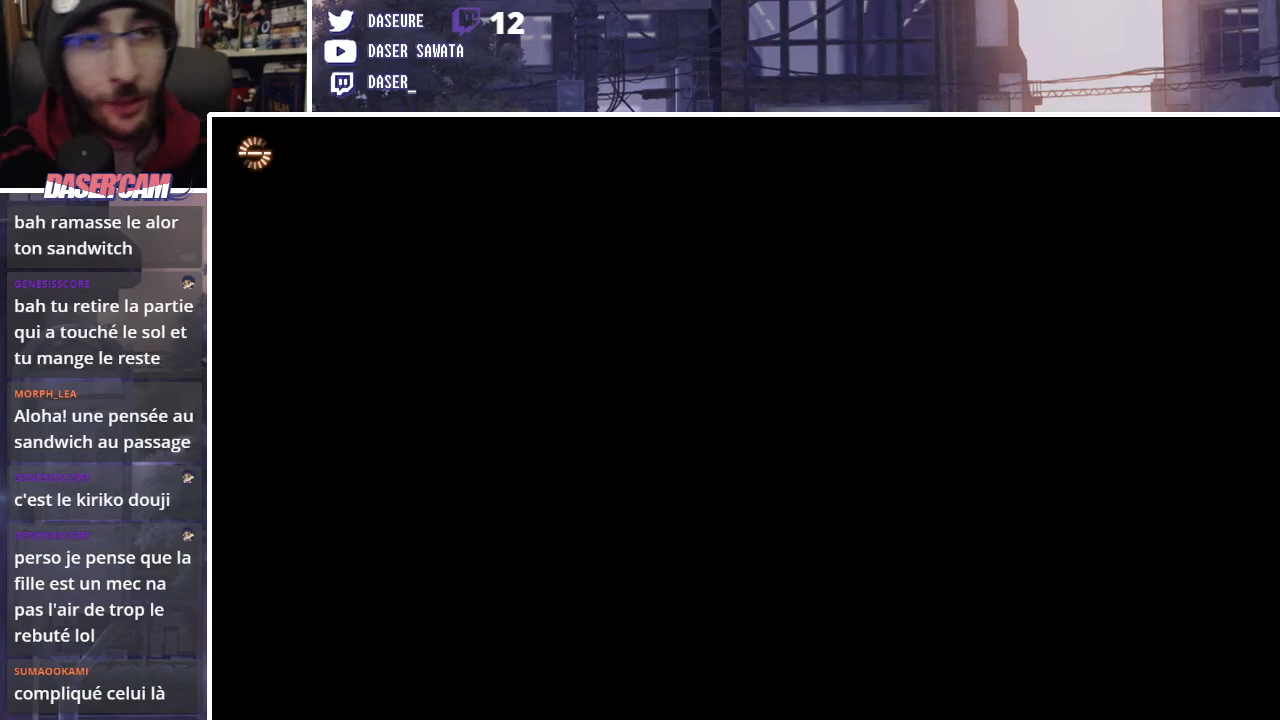 DASEURE
12
DASER SAWATA
DASER_
DASER'CAM
bah ramasse le alor
ton sandwitch
GENESISSCORE
bah tu retire la partie
qui a touché le sol et
tu mange le reste
MORPH_LEA
Aloha! une pensée au
sandwich au passage
GENESISSCORE
c'est le kiriko douji
GENESISSCORE
perso je pense que la
fille est un mec na
pas l'air de trop le
rebuté lol
SUMAOOKAMI
compliqué celui là